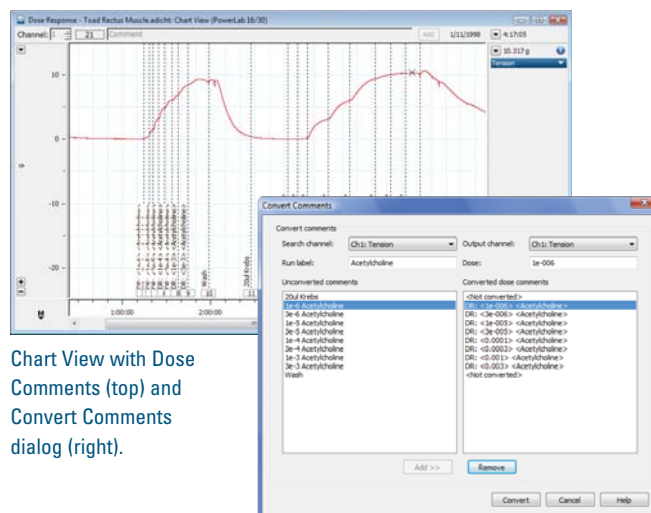 Dose Response - Toad Rectus Muscle.adicht: Chart View (PowerLab 16/30)
Channel: 1 21 Comment Add 1/11/1998 4:17:05
10.317 g
Tension
10
0
-10
-20
g
Wash
20ul Krebs
4 8 9 10 11
1:00:00 2:00:00
Convert Comments
Convert comments
Search channel: Ch1: Tension Output channel: Ch1: Tension
Run label: Acetylcholine Dose: 1e-006
Unconverted comments Converted dose comments
20ul Krebs <Not converted>
1e-6 Acetylcholine DR: <1e-006> <Acetylcholine>
3e-6 Acetylcholine DR: <3e-006> <Acetylcholine>
1e-5 Acetylcholine DR: <1e-005> <Acetylcholine>
3e-5 Acetylcholine DR: <3e-005> <Acetylcholine>
1e-4 Acetylcholine DR: <0.0001> <Acetylcholine>
3e-4 Acetylcholine DR: <0.0003> <Acetylcholine>
1e-3 Acetylcholine DR: <0.001> <Acetylcholine>
3e-3 Acetylcholine DR: <0.003> <Acetylcholine>
Wash <Not converted>
Add >> Remove
Convert Cancel Help
Chart View with Dose
Comments (top) and
Convert Comments
dialog (right).